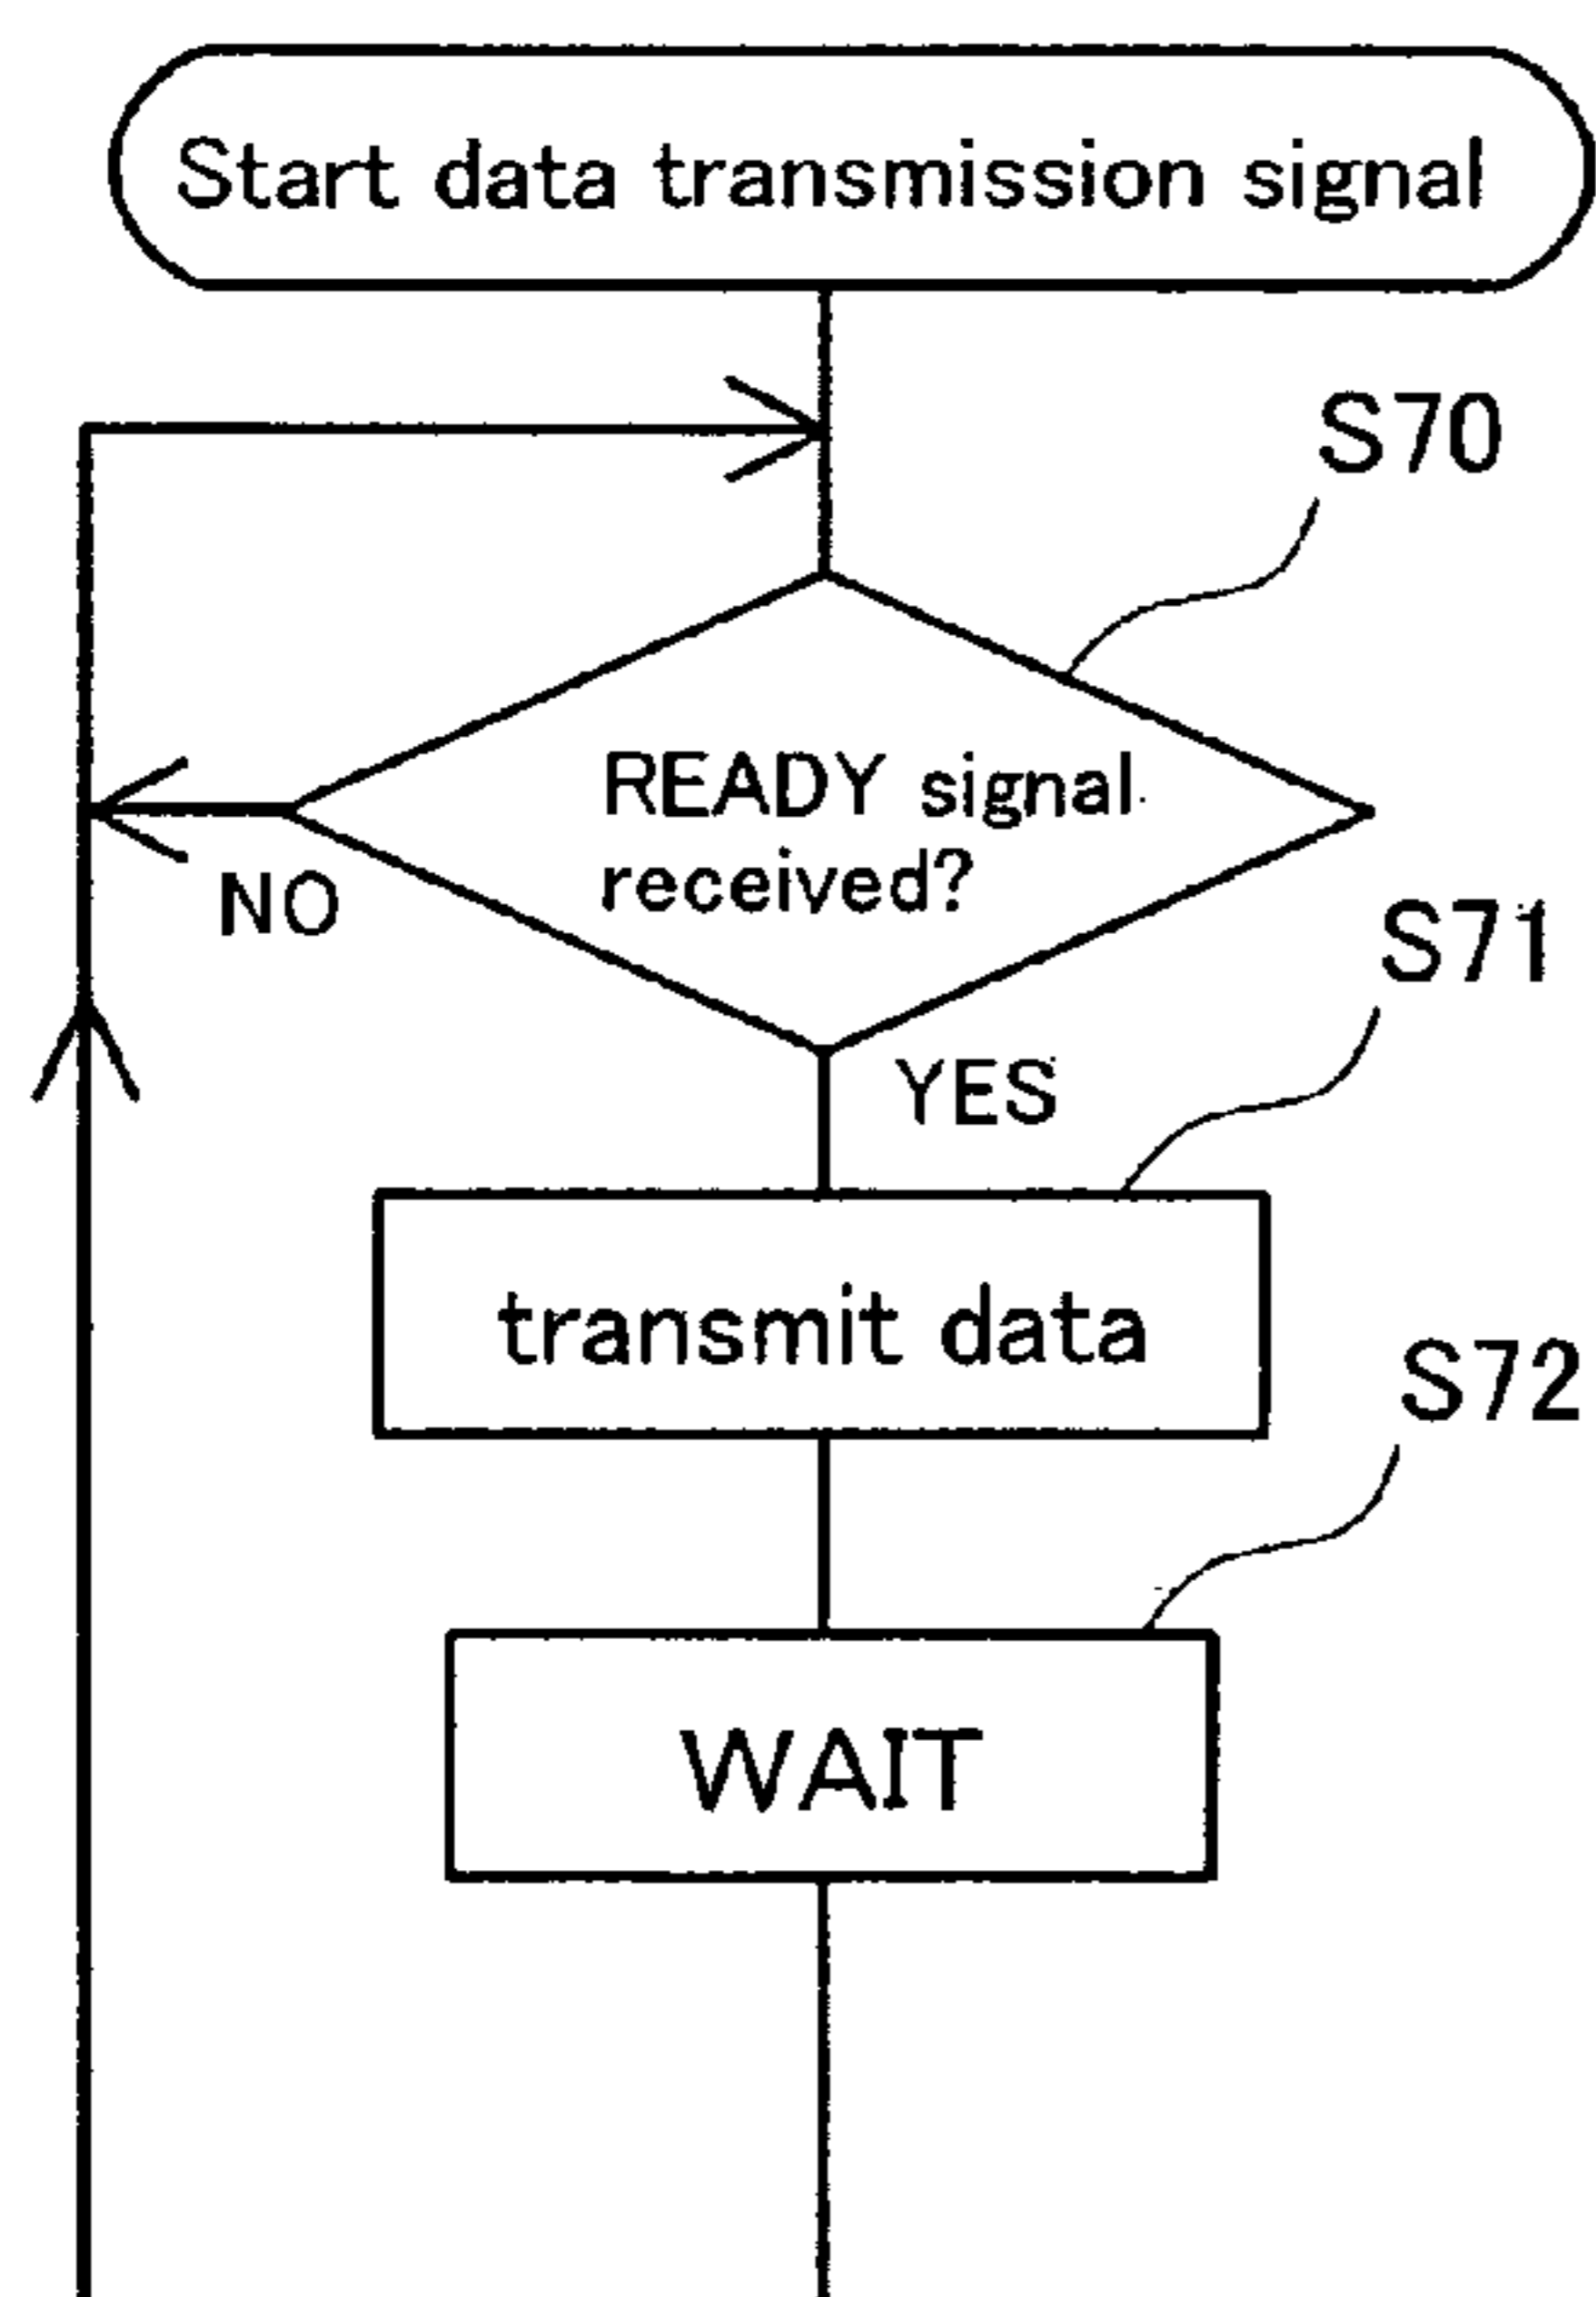 Start data transmission signal
S70
READY signal
received?
NO
S71
YES
transmit data
S72
WAIT